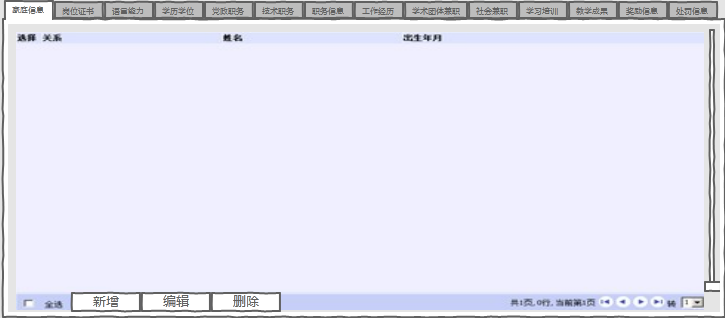 家庭信息 岗位证书 语言能力 学历学位 党政职务 技术职务 职务信息 工作经历 学术团体兼职 社会兼职 学习培训 教学成果 奖励信息 处罚信息
选择 关系 姓名 出生年月
全选 新增 编辑 删除 共1页, 0行, 当前第1页 转 1